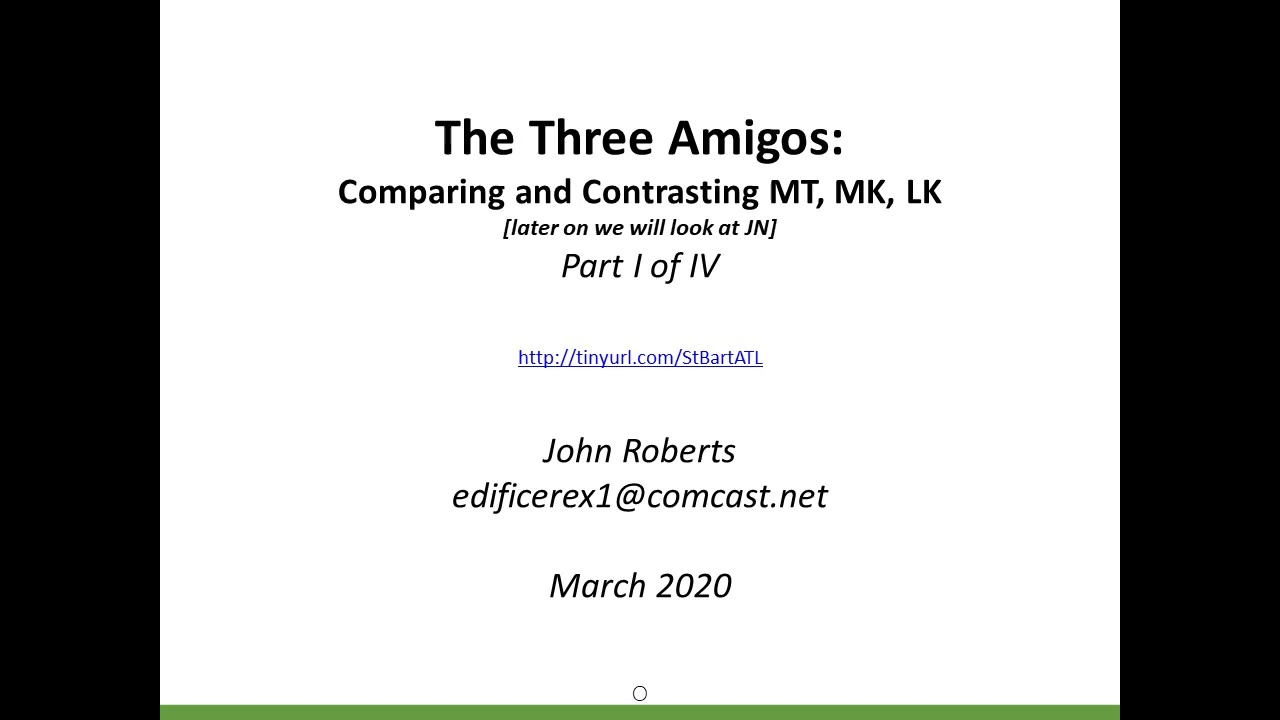 The Three Amigos:
Comparing and Contrasting MT, MK, LK
[later on we will look at JN]
Part I of IV
http://tinyurl.com/StBartATL
John Roberts
edificerex1@comcast.net
March 2020